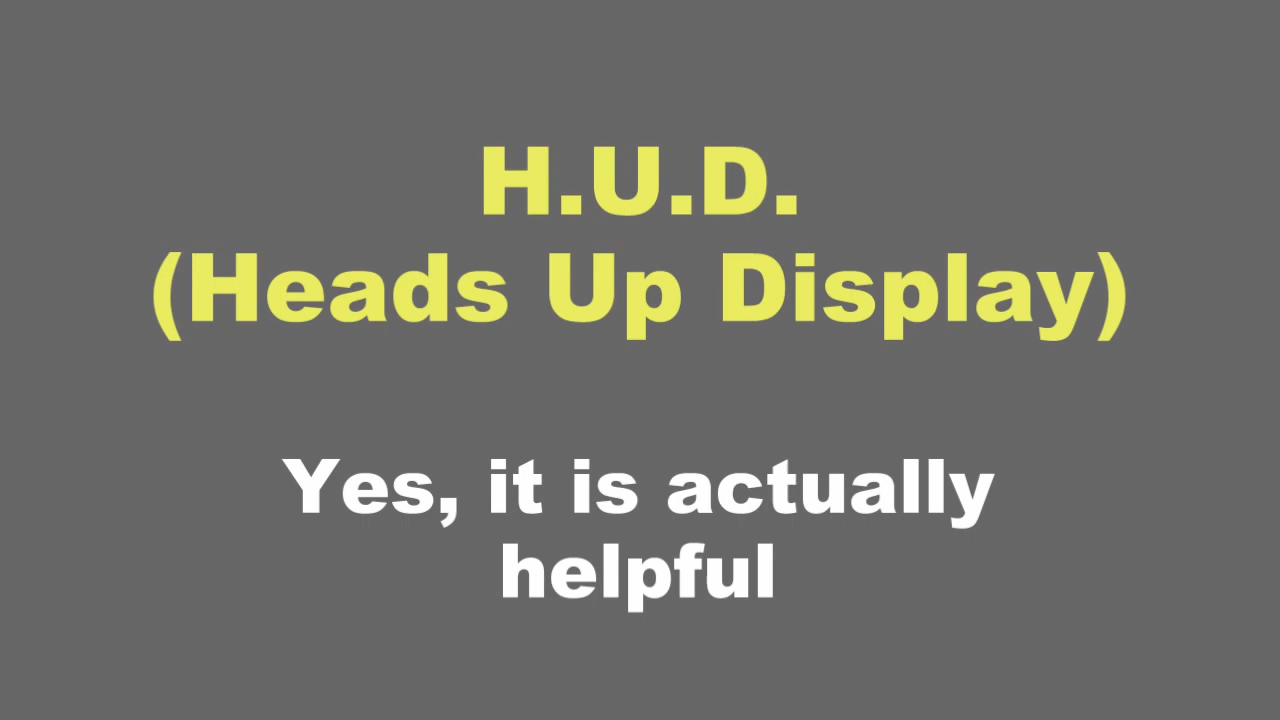 H.U.D.
(Heads Up Display)
Yes, it is actually
helpful